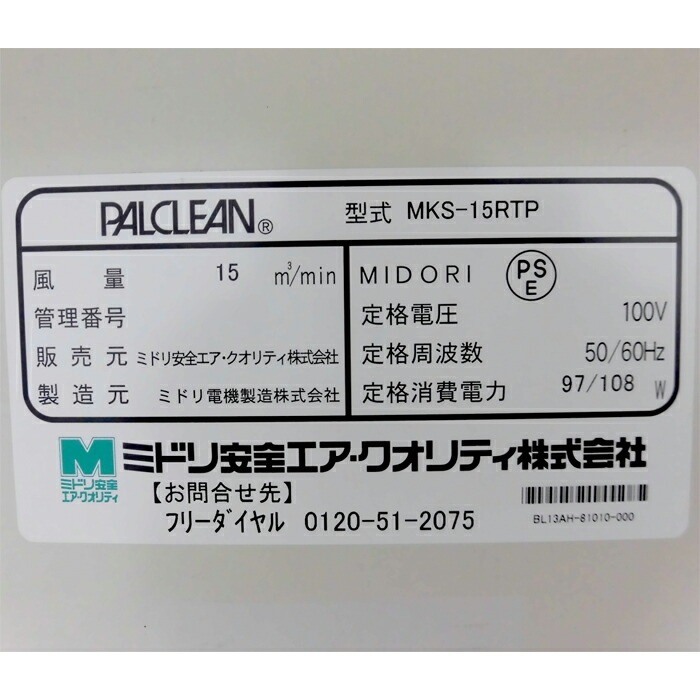 PALCLEAN® 型式 MKS-15RTP
風量 15 m³/min
管理番号
販売元 ミドリ安全エア・クオリティ株式会社
製造元 ミドリ電機製造株式会社
MIDORI PSE
定格電圧 100V
定格周波数 50/60Hz
定格消費電力 97/108 W
M ミドリ安全エア・クオリティ株式会社
ミドリ安全
エア・クオリティ
【お問合せ先】
フリーダイヤル 0120-51-2075
BL13AH-81010-000